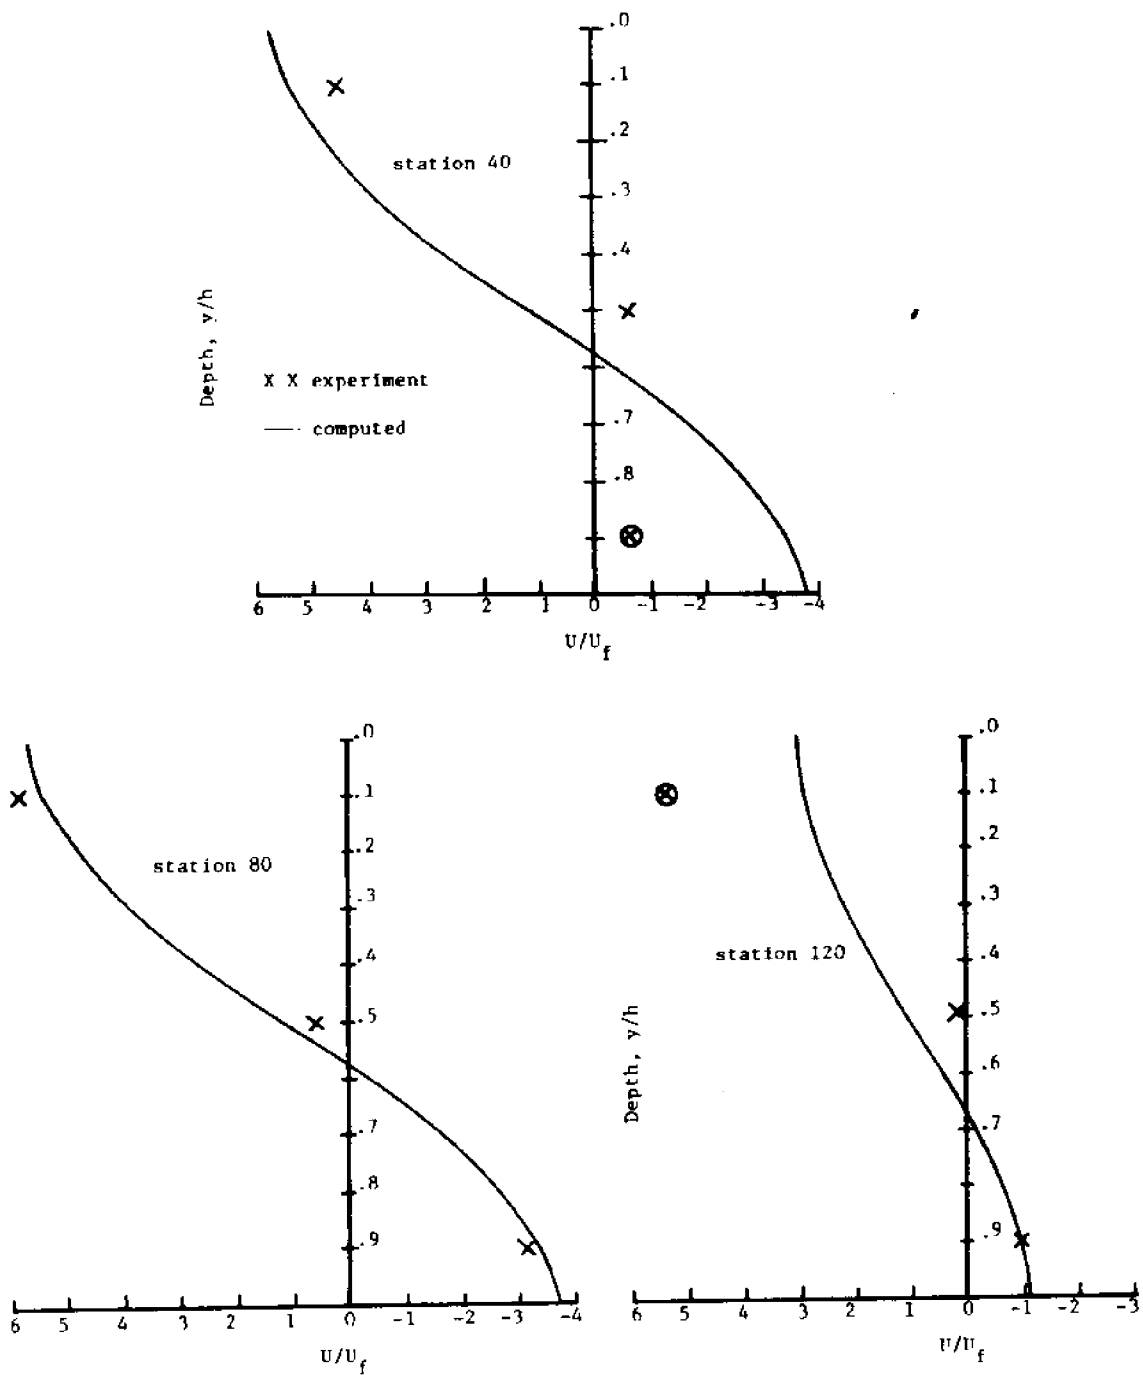 .0
.1
.2
station 40
.3
.4
Depth, y/h
X X experiment
—— computed
.7
.8
6 5 4 3 2 1 0 -1 -2 -3 -4
U/Uf
.0
.1
.2
station 80
.3
.4
.5
.7
.8
.9
6 5 4 3 2 1 0 -1 -2 -3 -4
U/Uf
.0
.1
.2
.3
station 120
.4
.5
Depth, y/h
.6
.7
.9
6 5 4 3 2 1 0 -1 -2 -3
U/Uf